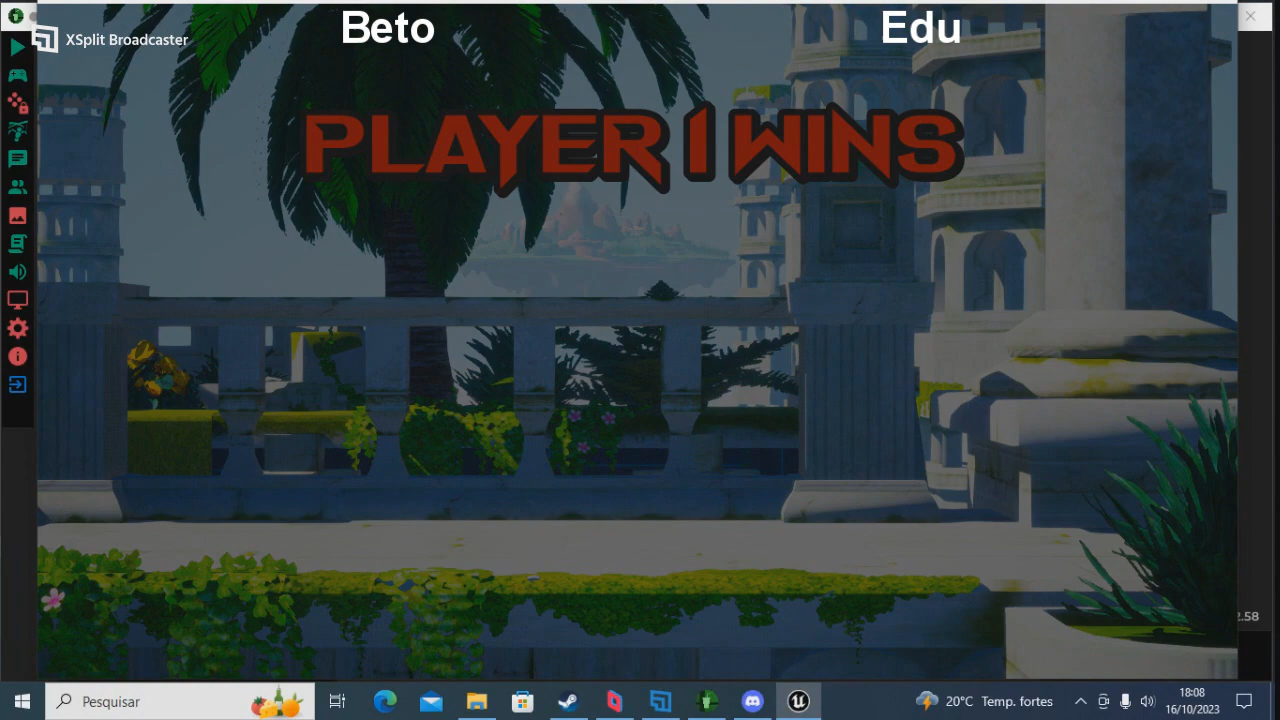 XSplit Broadcaster
Beto
Edu
PLAYER 1 WINS
2.58
Pesquisar
20°C Temp. fortes
18:08
16/10/2023